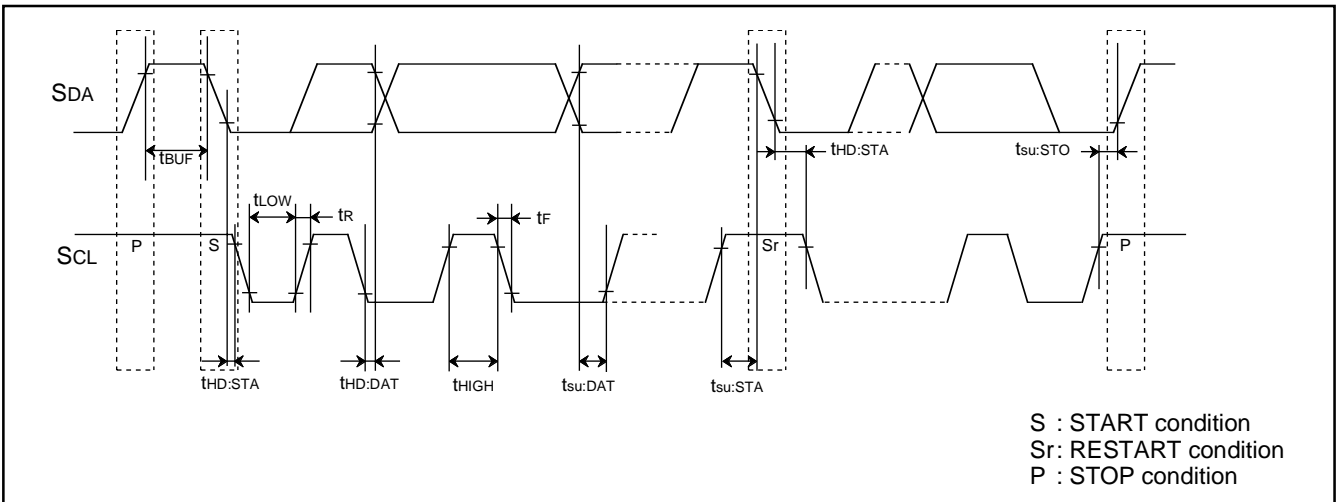 SDA
tBUF
tHD:STA
tsu:STO
tLOW
tR
tF
SCL
P
S
Sr
P
tHD:STA
tHD:DAT
tHIGH
tsu:DAT
tsu:STA
S : START condition
Sr: RESTART condition
P : STOP condition